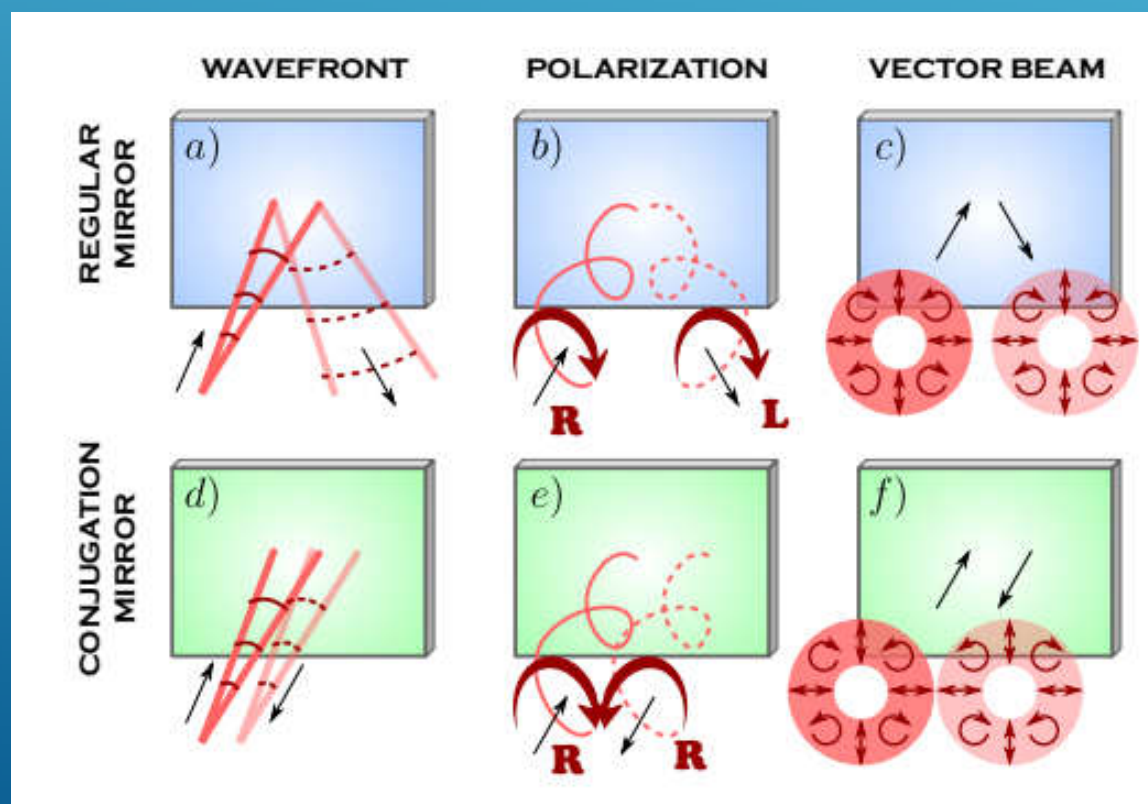 WAVEFRONT
POLARIZATION
VECTOR BEAM
REGULAR
MIRROR
a)
b)
c)
R
L
CONJUGATION
MIRROR
d)
e)
f)
R
R